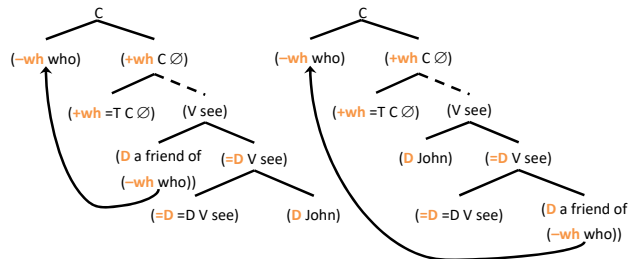 C
(–wh who) (+wh C ∅)
(+wh =T C ∅) (V see)
(D a friend of (–wh who)) (=D V see)
(=D =D V see) (D John)
C
(–wh who) (+wh C ∅)
(+wh =T C ∅) (V see)
(D John) (=D V see)
(=D =D V see) (D a friend of (–wh who))